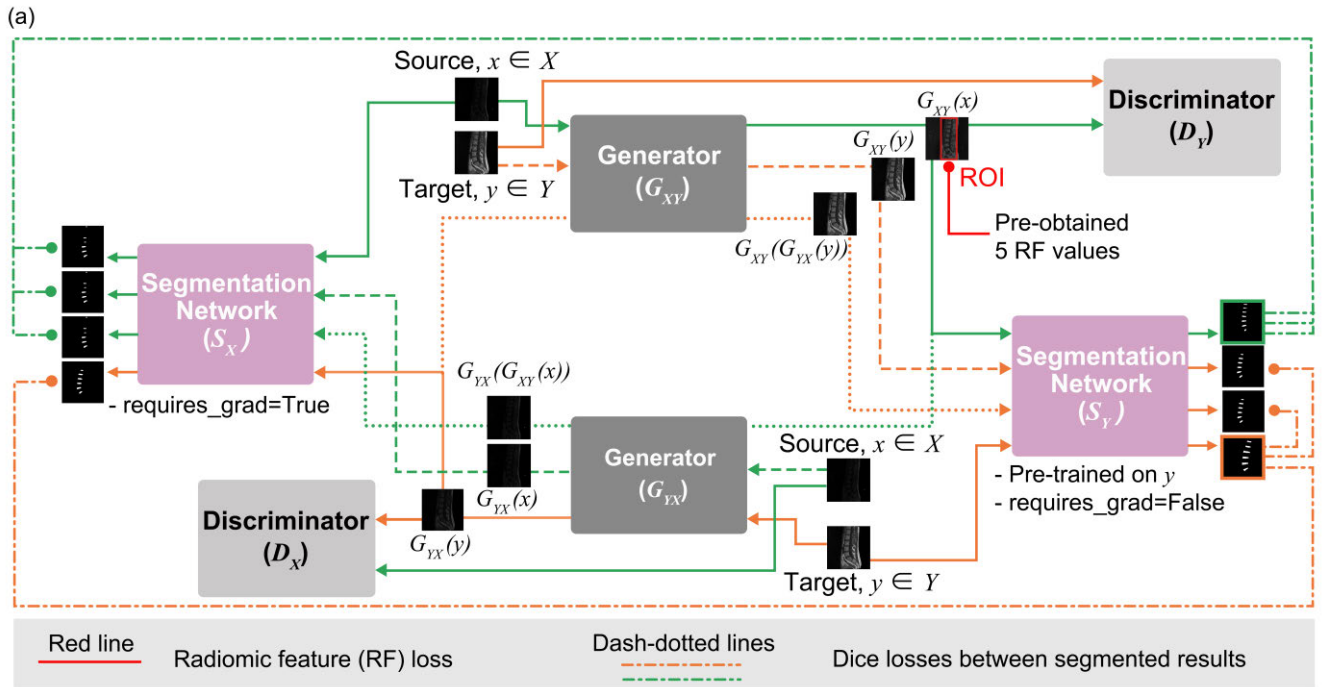 (a)
Source, x ∈ X
Target, y ∈ Y
Generator
(G_XY)
G_XY(x)
G_XY(y)
G_XY(G_YX(y))
ROI
Pre-obtained
5 RF values
Discriminator
(D_Y)
Segmentation
Network
(S_X)
- requires_grad=True
Segmentation
Network
(S_Y)
- Pre-trained on y
- requires_grad=False
G_YX(G_XY(x))
G_YX(x)
G_YX(y)
Generator
(G_YX)
Source, x ∈ X
Target, y ∈ Y
Discriminator
(D_X)
Red line
Radiomic feature (RF) loss
Dash-dotted lines
Dice losses between segmented results